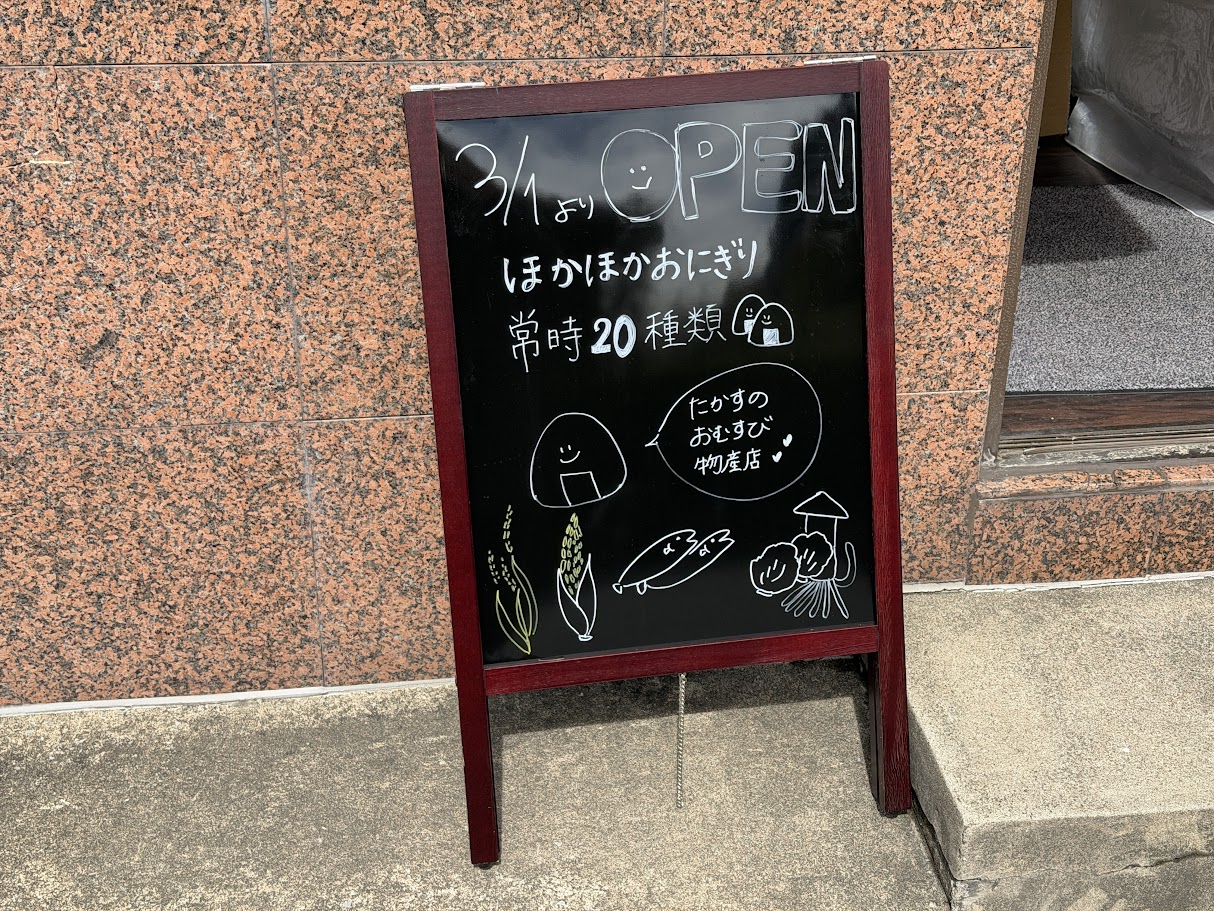 3/1より OPEN
ほかほかおにぎり
常時20種類
たかすの
おむすび
物産店